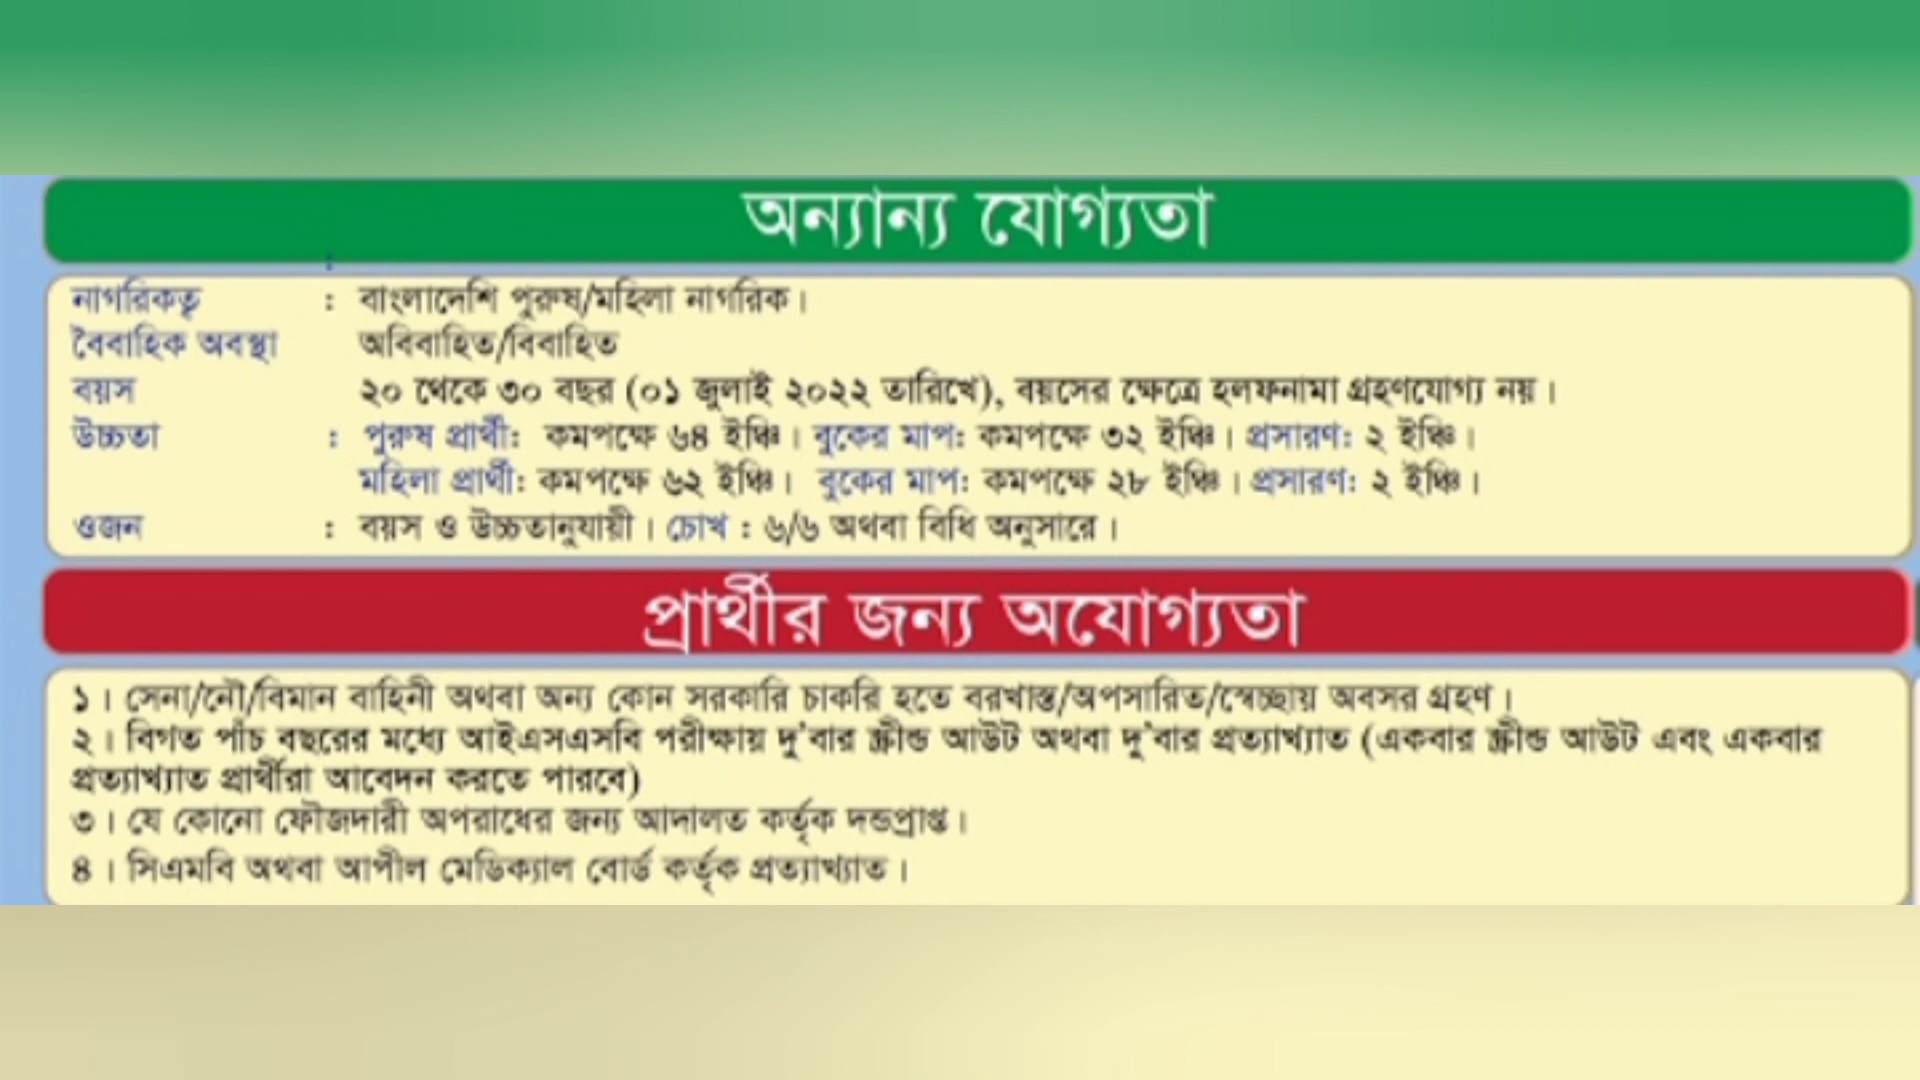 অন্যান্য যোগ্যতা
নাগরিকত্ব : বাংলাদেশি পুরুষ/মহিলা নাগরিক।
বৈবাহিক অবস্থা অবিবাহিত/বিবাহিত
বয়স ২০ থেকে ৩০ বছর (০১ জুলাই ২০২২ তারিখে), বয়সের ক্ষেত্রে হলফনামা গ্রহণযোগ্য নয়।
উচ্চতা : পুরুষ প্রার্থী: কমপক্ষে ৬৪ ইঞ্চি। বুকের মাপ: কমপক্ষে ৩২ ইঞ্চি। প্রসারণ: ২ ইঞ্চি।
মহিলা প্রার্থী: কমপক্ষে ৬২ ইঞ্চি। বুকের মাপ: কমপক্ষে ২৮ ইঞ্চি। প্রসারণ: ২ ইঞ্চি।
ওজন : বয়স ও উচ্চতানুযায়ী। চোখ : ৬/৬ অথবা বিধি অনুসারে।
প্রার্থীর জন্য অযোগ্যতা
১। সেনা/নৌ/বিমান বাহিনী অথবা অন্য কোন সরকারি চাকরি হতে বরখাস্ত/অপসারিত/স্বেচ্ছায় অবসর গ্রহণ।
২। বিগত পাঁচ বছরের মধ্যে আইএসএসবি পরীক্ষায় দু'বার স্ক্রীন্ড আউট অথবা দু'বার প্রত্যাখ্যাত (একবার স্ক্রীন্ড আউট এবং একবার
প্রত্যাখ্যাত প্রার্থীরা আবেদন করতে পারবে)
৩। যে কোনো ফৌজদারী অপরাধের জন্য আদালত কর্তৃক দন্ডপ্রাপ্ত।
৪। সিএমবি অথবা আপীল মেডিক্যাল বোর্ড কর্তৃক প্রত্যাখ্যাত।